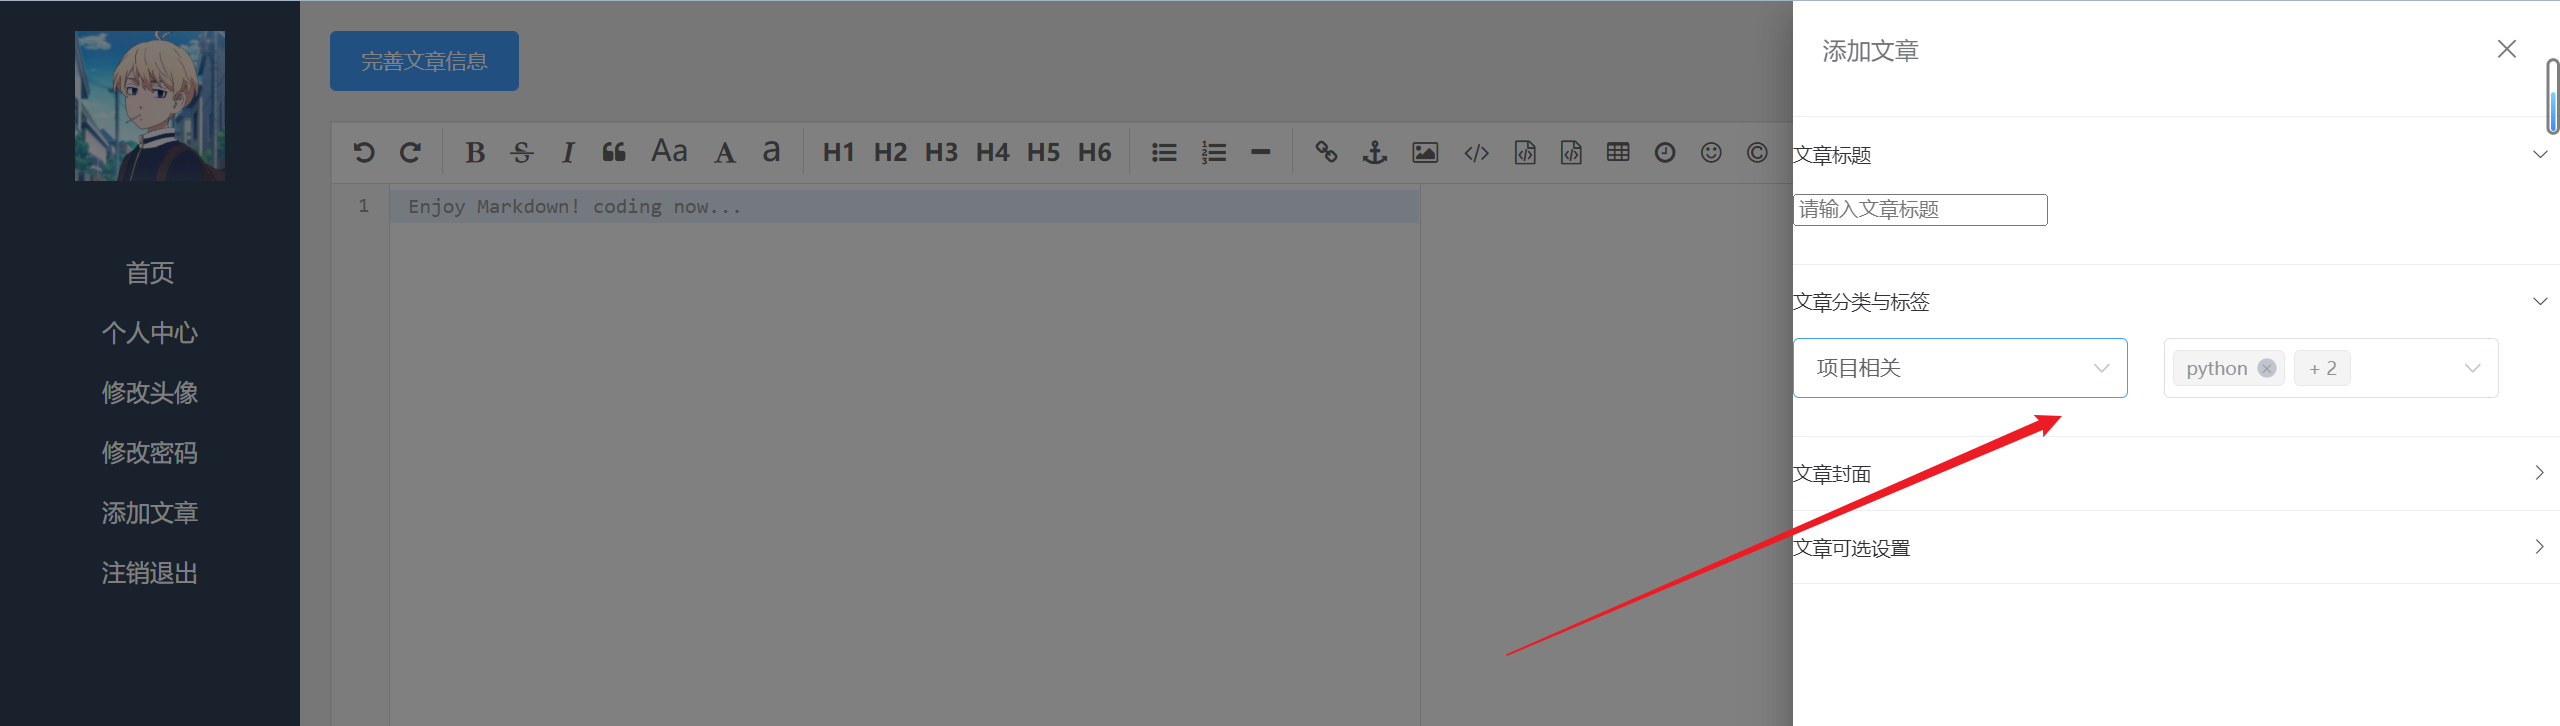 首页
个人中心
修改头像
修改密码
添加文章
注销退出
完善文章信息
B S I Aa A a H1 H2 H3 H4 H5 H6
1 Enjoy Markdown! coding now...
添加文章
文章标题
请输入文章标题
文章分类与标签
项目相关
python + 2
文章封面
文章可选设置